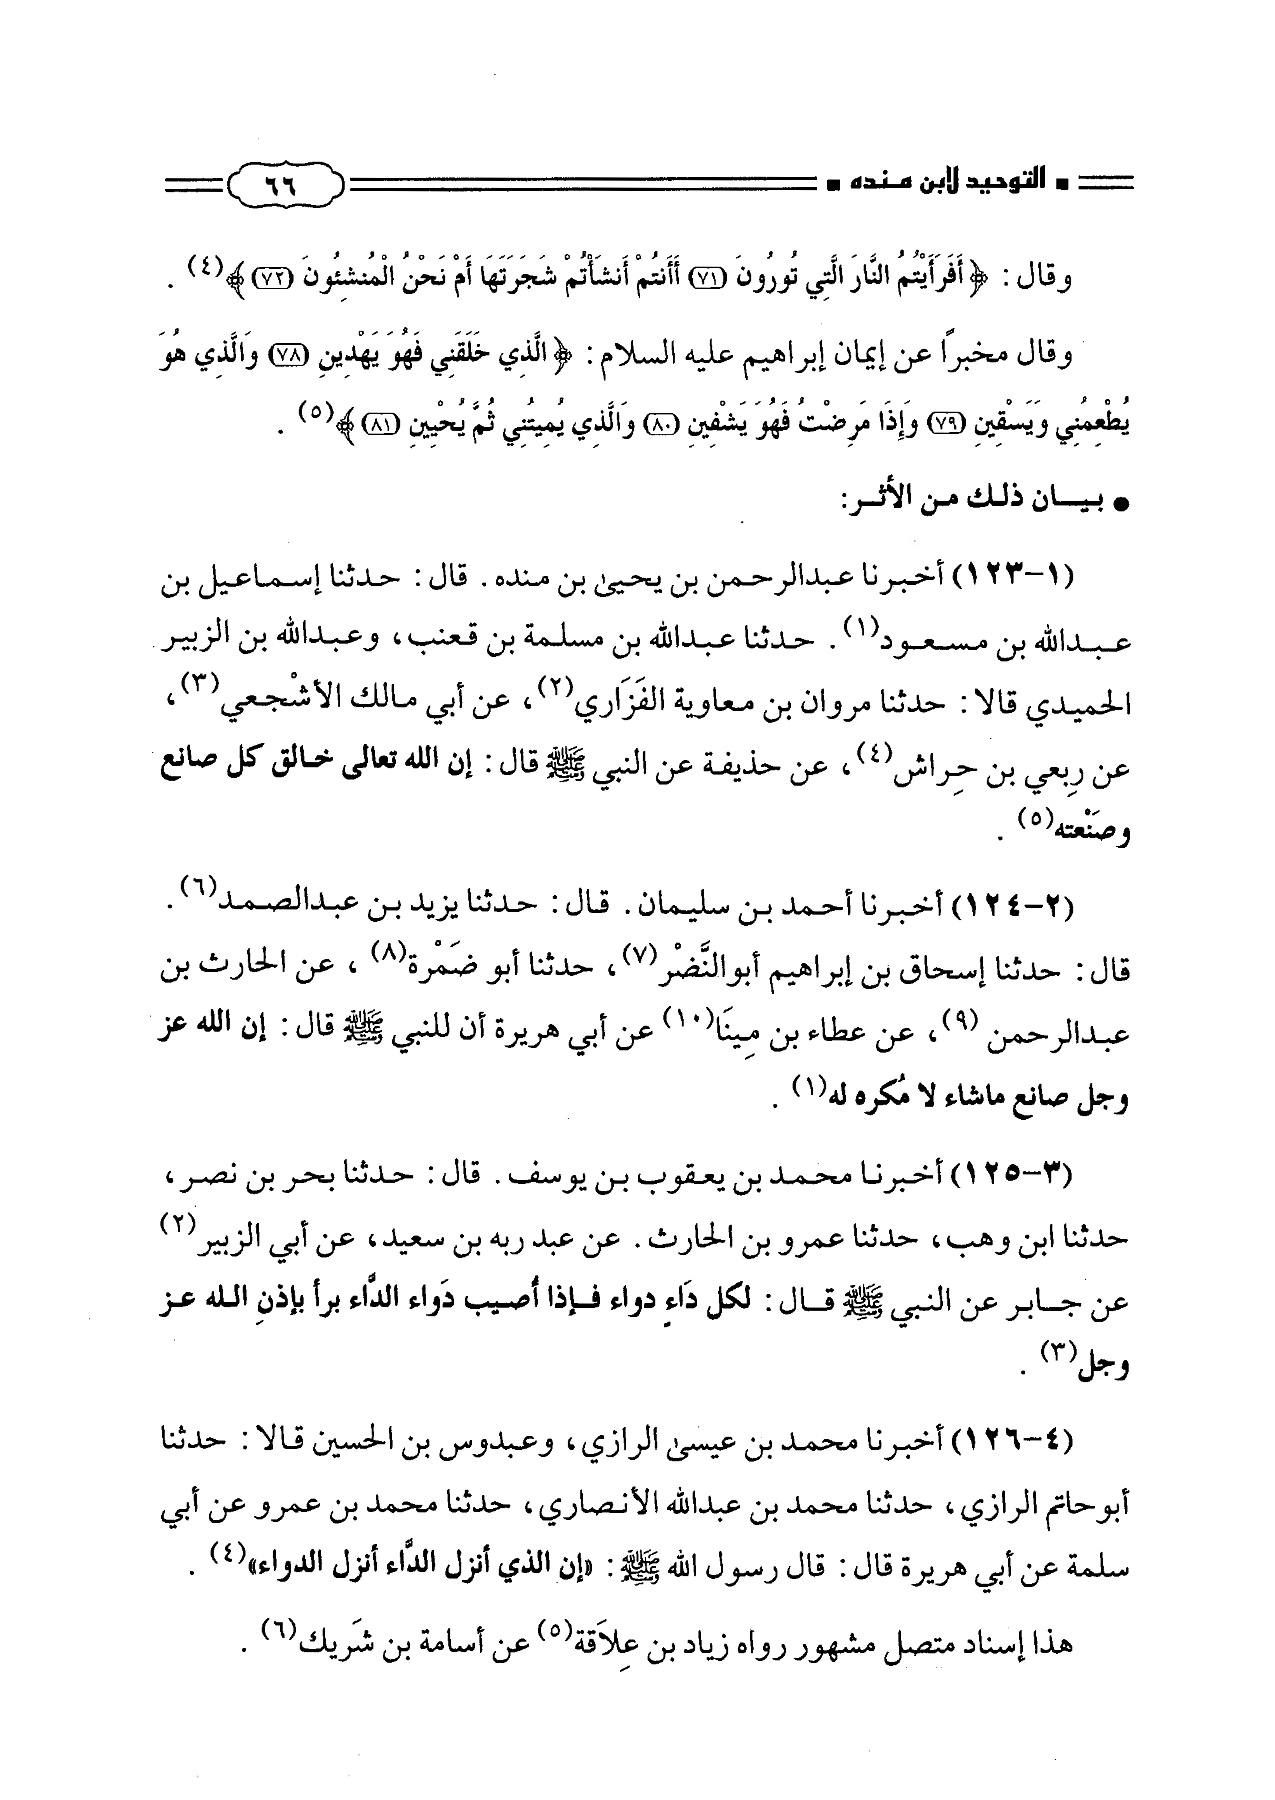 ■ التوحيد لابن منده ■ ٦٦
وقال : ﴿ أَفَرَأَيْتُمُ النَّارَ الَّتِي تُورُونَ (٧١) أَأَنتُمْ أَنشَأْتُمْ شَجَرَتَهَا أَمْ نَحْنُ الْمُنشِئُونَ (٧٢) ﴾(٤) .
وقال مخبرًا عن إيمان إبراهيم عليه السلام : ﴿ الَّذِي خَلَقَنِي فَهُوَ يَهْدِينِ (٧٨) وَالَّذِي هُوَ
يُطْعِمُنِي وَيَسْقِينِ (٧٩) وَإِذَا مَرِضْتُ فَهُوَ يَشْفِينِ (٨٠) وَالَّذِي يُمِيتُنِي ثُمَّ يُحْيِينِ (٨١) ﴾(٥) .
● بيـــان ذلك من الأثــر:
(١-١٢٣) أخبرنا عبدالرحمن بن يحيىٰ بن منده . قال : حدثنا إسماعيل بن
عبدالله بن مسعود(١) . حدثنا عبدالله بن مسلمة بن قعنب، وعبدالله بن الزبير
الحميدي قالا : حدثنا مروان بن معاوية الفَزَاري(٢)، عن أبي مالك الأشْجعي(٣)،
عن رِبعي بن حِراش(٤)، عن حذيفة عن النبي ﷺ قال : إن الله تعالى خالق كل صانع
وصَنْعته(٥) .
(٢-١٢٤) أخبرنا أحمد بن سليمان . قال : حدثنا يزيد بن عبدالصمد(٦) .
قال : حدثنا إسحاق بن إبراهيم أبوالنَّضْر(٧)، حدثنا أبو ضَمْرة(٨) ، عن الحارث بن
عبدالرحمن (٩)، عن عطاء بن مِينَا(١٠) عن أبي هريرة أن للنبي ﷺ قال : إن الله عز
وجل صانع ماشاء لا مُكره له(١) .
(٣-١٢٥) أخبرنا محمد بن يعقوب بن يوسف . قال : حدثنا بحر بن نصر ،
حدثنا ابن وهب، حدثنا عمرو بن الحارث . عن عبد ربه بن سعيد، عن أبي الزبير(٢)
عن جــابر عن النبي ﷺ قــال : لكل دَاءٍ دواء فــإذا أُصيب دَواء الدَّاء برأ بإذنِ الـله عـز
وجل(٣) .
(٤-١٢٦) أخبرنا محمد بن عيسىٰ الرازي، وعبدوس بن الحسين قالا : حدثنا
أبوحاتم الرازي، حدثنا محمد بن عبدالله الأنصاري، حدثنا محمد بن عمرو عن أبي
سلمة عن أبي هريرة قال : قال رسول الله ﷺ : «إن الذي أنزل الدَّاء أنزل الدواء»(٤) .
هذا إسناد متصل مشهور رواه زياد بن عِلاَقة(٥) عن أسامة بن شَريك(٦) .